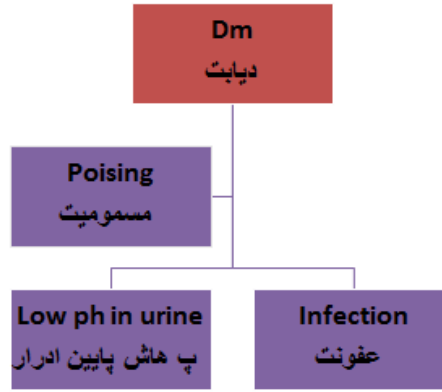 Dm
دیابت
Poising
مسمومیت
Low ph in urine
پ هاش پایین ادرار
Infection
عفونت